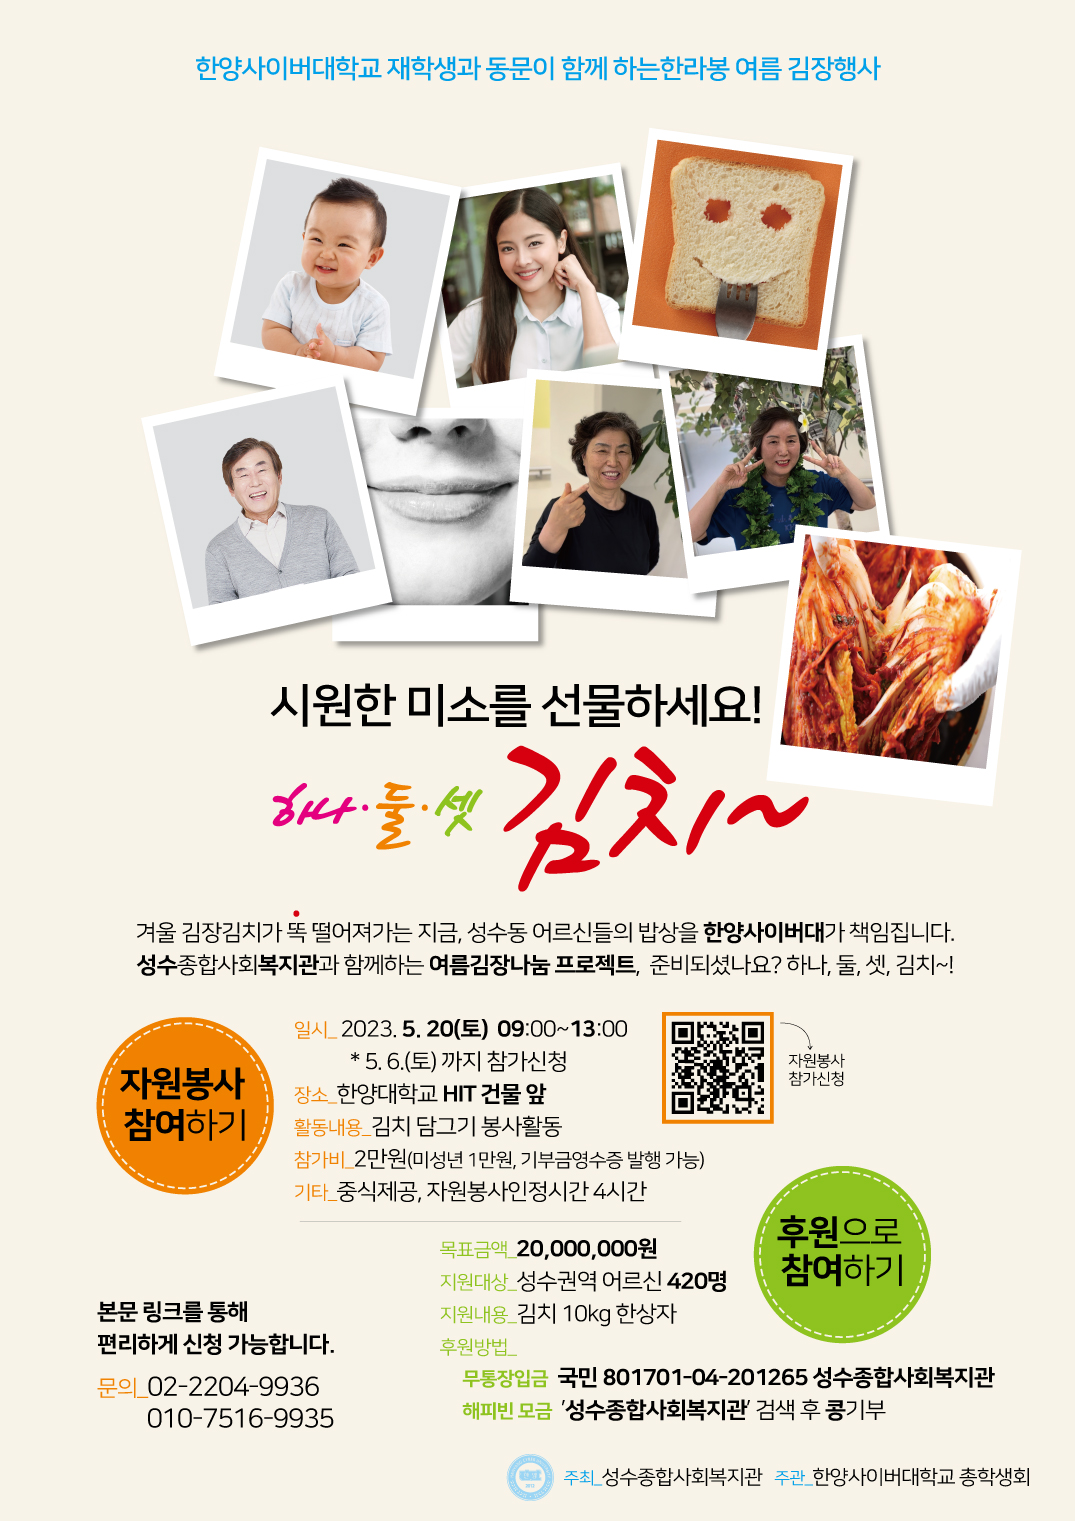 한양사이버대학교 재학생과 동문이 함께 하는한라봉 여름 김장행사
시원한 미소를 선물하세요!
하나·둘·셋 김치~
겨울 김장김치가 똑 떨어져가는 지금, 성수동 어르신들의 밥상을 한양사이버대가 책임집니다.
성수종합사회복지관과 함께하는 여름김장나눔 프로젝트, 준비되셨나요? 하나, 둘, 셋, 김치~!
자원봉사
참여하기
일시_ 2023. 5. 20(토) 09:00~13:00
* 5. 6.(토) 까지 참가신청
장소_한양대학교 HIT 건물 앞
활동내용_김치 담그기 봉사활동
참가비_2만원(미성년 1만원, 기부금영수증 발행 가능)
기타_중식제공, 자원봉사인정시간 4시간
자원봉사
참가신청
후원으로
참여하기
목표금액_20,000,000원
지원대상_성수권역 어르신 420명
지원내용_김치 10kg 한상자
후원방법_
무통장입금 국민 801701-04-201265 성수종합사회복지관
해피빈 모금 '성수종합사회복지관' 검색 후 콩기부
본문 링크를 통해
편리하게 신청 가능합니다.
문의_02-2204-9936
010-7516-9935
주최_성수종합사회복지관 주관_한양사이버대학교 총학생회